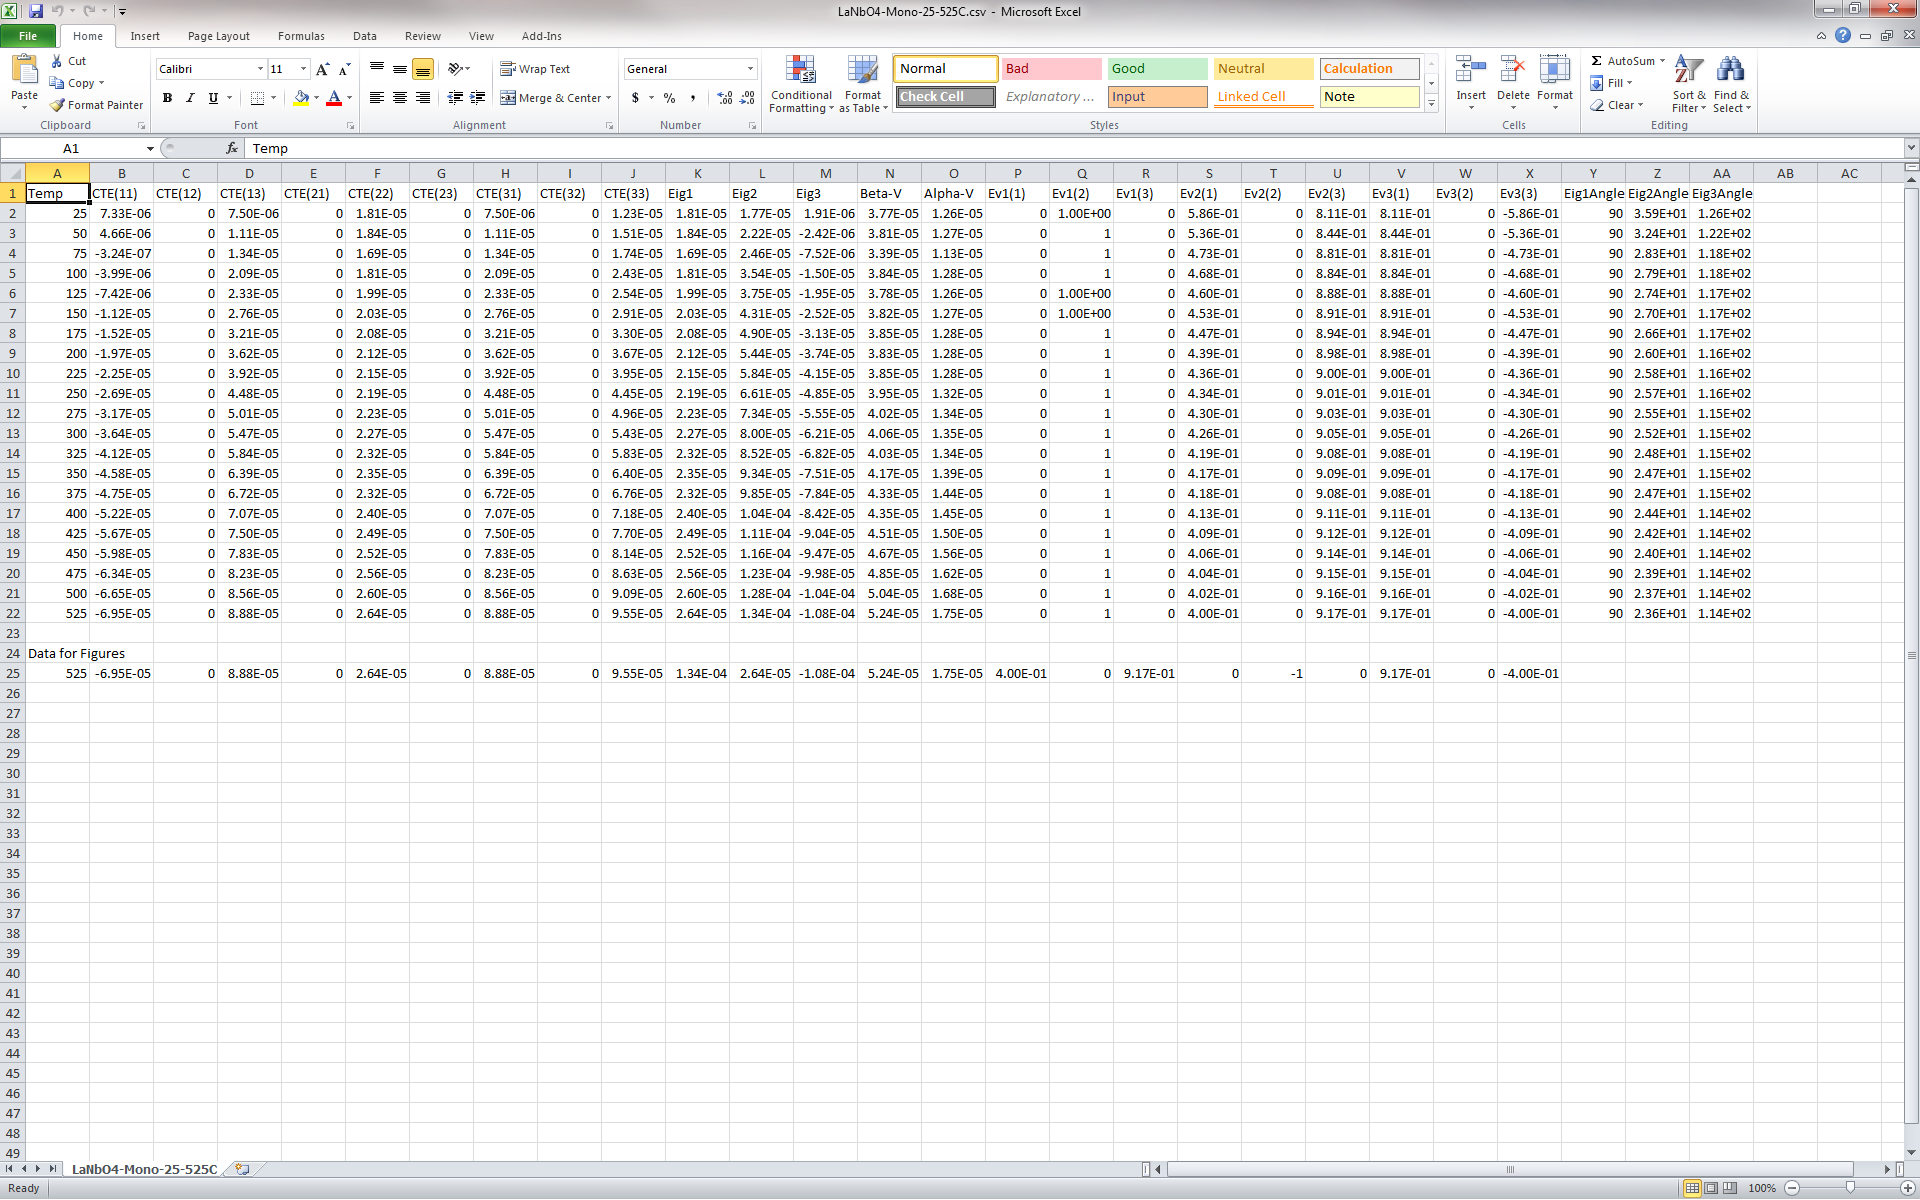 LaNbO4-Mono-25-525C.csv - Microsoft Excel
File Home Insert Page Layout Formulas Data Review View Add-Ins
Cut Calibri 11 Wrap Text General Normal Bad Good Neutral Calculation AutoSum
Copy Fill
Paste Format Painter B I U Merge & Center $ % , Conditional Formatting Format as Table Check Cell Explanatory ... Input Linked Cell Note Insert Delete Format Clear Sort & Filter Find & Select
Clipboard Font Alignment Number Styles Cells Editing
A1 fx Temp
A B C D E F G H I J K L M N O P Q R S T U V W X Y Z AA AB AC
1 Temp CTE(11) CTE(12) CTE(13) CTE(21) CTE(22) CTE(23) CTE(31) CTE(32) CTE(33) Eig1 Eig2 Eig3 Beta-V Alpha-V Ev1(1) Ev1(2) Ev1(3) Ev2(1) Ev2(2) Ev2(3) Ev3(1) Ev3(2) Ev3(3) Eig1Angle Eig2Angle Eig3Angle
2 25 7.33E-06 0 7.50E-06 0 1.81E-05 0 7.50E-06 0 1.23E-05 1.81E-05 1.77E-05 1.91E-06 3.77E-05 1.26E-05 0 1.00E+00 0 5.86E-01 0 8.11E-01 8.11E-01 0 -5.86E-01 90 3.59E+01 1.26E+02
3 50 4.66E-06 0 1.11E-05 0 1.84E-05 0 1.11E-05 0 1.51E-05 1.84E-05 2.22E-05 -2.42E-06 3.81E-05 1.27E-05 0 1 0 5.36E-01 0 8.44E-01 8.44E-01 0 -5.36E-01 90 3.24E+01 1.22E+02
4 75 -3.24E-07 0 1.34E-05 0 1.69E-05 0 1.34E-05 0 1.74E-05 1.69E-05 2.46E-05 -7.52E-06 3.39E-05 1.13E-05 0 1 0 4.73E-01 0 8.81E-01 8.81E-01 0 -4.73E-01 90 2.83E+01 1.18E+02
5 100 -3.99E-06 0 2.09E-05 0 1.81E-05 0 2.09E-05 0 2.43E-05 1.81E-05 3.54E-05 -1.50E-05 3.84E-05 1.28E-05 0 1 0 4.68E-01 0 8.84E-01 8.84E-01 0 -4.68E-01 90 2.79E+01 1.18E+02
6 125 -7.42E-06 0 2.33E-05 0 1.99E-05 0 2.33E-05 0 2.54E-05 1.99E-05 3.75E-05 -1.95E-05 3.78E-05 1.26E-05 0 1.00E+00 0 4.60E-01 0 8.88E-01 8.88E-01 0 -4.60E-01 90 2.74E+01 1.17E+02
7 150 -1.12E-05 0 2.76E-05 0 2.03E-05 0 2.76E-05 0 2.91E-05 2.03E-05 4.31E-05 -2.52E-05 3.82E-05 1.27E-05 0 1.00E+00 0 4.53E-01 0 8.91E-01 8.91E-01 0 -4.53E-01 90 2.70E+01 1.17E+02
8 175 -1.52E-05 0 3.21E-05 0 2.08E-05 0 3.21E-05 0 3.30E-05 2.08E-05 4.90E-05 -3.13E-05 3.85E-05 1.28E-05 0 1 0 4.47E-01 0 8.94E-01 8.94E-01 0 -4.47E-01 90 2.66E+01 1.17E+02
9 200 -1.97E-05 0 3.62E-05 0 2.12E-05 0 3.62E-05 0 3.67E-05 2.12E-05 5.44E-05 -3.74E-05 3.83E-05 1.28E-05 0 1 0 4.39E-01 0 8.98E-01 8.98E-01 0 -4.39E-01 90 2.60E+01 1.16E+02
10 225 -2.25E-05 0 3.92E-05 0 2.15E-05 0 3.92E-05 0 3.95E-05 2.15E-05 5.84E-05 -4.15E-05 3.85E-05 1.28E-05 0 1 0 4.36E-01 0 9.00E-01 9.00E-01 0 -4.36E-01 90 2.58E+01 1.16E+02
11 250 -2.69E-05 0 4.48E-05 0 2.19E-05 0 4.48E-05 0 4.45E-05 2.19E-05 6.61E-05 -4.85E-05 3.95E-05 1.32E-05 0 1 0 4.34E-01 0 9.01E-01 9.01E-01 0 -4.34E-01 90 2.57E+01 1.16E+02
12 275 -3.17E-05 0 5.01E-05 0 2.23E-05 0 5.01E-05 0 4.96E-05 2.23E-05 7.34E-05 -5.55E-05 4.02E-05 1.34E-05 0 1 0 4.30E-01 0 9.03E-01 9.03E-01 0 -4.30E-01 90 2.55E+01 1.15E+02
13 300 -3.64E-05 0 5.47E-05 0 2.27E-05 0 5.47E-05 0 5.43E-05 2.27E-05 8.00E-05 -6.21E-05 4.06E-05 1.35E-05 0 1 0 4.26E-01 0 9.05E-01 9.05E-01 0 -4.26E-01 90 2.52E+01 1.15E+02
14 325 -4.12E-05 0 5.84E-05 0 2.32E-05 0 5.84E-05 0 5.83E-05 2.32E-05 8.52E-05 -6.82E-05 4.03E-05 1.34E-05 0 1 0 4.19E-01 0 9.08E-01 9.08E-01 0 -4.19E-01 90 2.48E+01 1.15E+02
15 350 -4.58E-05 0 6.39E-05 0 2.35E-05 0 6.39E-05 0 6.40E-05 2.35E-05 9.34E-05 -7.51E-05 4.17E-05 1.39E-05 0 1 0 4.17E-01 0 9.09E-01 9.09E-01 0 -4.17E-01 90 2.47E+01 1.15E+02
16 375 -4.75E-05 0 6.72E-05 0 2.32E-05 0 6.72E-05 0 6.76E-05 2.32E-05 9.85E-05 -7.84E-05 4.33E-05 1.44E-05 0 1 0 4.18E-01 0 9.08E-01 9.08E-01 0 -4.18E-01 90 2.47E+01 1.15E+02
17 400 -5.22E-05 0 7.07E-05 0 2.40E-05 0 7.07E-05 0 7.18E-05 2.40E-05 1.04E-04 -8.42E-05 4.35E-05 1.45E-05 0 1 0 4.13E-01 0 9.11E-01 9.11E-01 0 -4.13E-01 90 2.44E+01 1.14E+02
18 425 -5.67E-05 0 7.50E-05 0 2.49E-05 0 7.50E-05 0 7.70E-05 2.49E-05 1.11E-04 -9.04E-05 4.51E-05 1.50E-05 0 1 0 4.09E-01 0 9.12E-01 9.12E-01 0 -4.09E-01 90 2.42E+01 1.14E+02
19 450 -5.98E-05 0 7.83E-05 0 2.52E-05 0 7.83E-05 0 8.14E-05 2.52E-05 1.16E-04 -9.47E-05 4.67E-05 1.56E-05 0 1 0 4.06E-01 0 9.14E-01 9.14E-01 0 -4.06E-01 90 2.40E+01 1.14E+02
20 475 -6.34E-05 0 8.23E-05 0 2.56E-05 0 8.23E-05 0 8.63E-05 2.56E-05 1.23E-04 -9.98E-05 4.85E-05 1.62E-05 0 1 0 4.04E-01 0 9.15E-01 9.15E-01 0 -4.04E-01 90 2.39E+01 1.14E+02
21 500 -6.65E-05 0 8.56E-05 0 2.60E-05 0 8.56E-05 0 9.09E-05 2.60E-05 1.28E-04 -1.04E-04 5.04E-05 1.68E-05 0 1 0 4.02E-01 0 9.16E-01 9.16E-01 0 -4.02E-01 90 2.37E+01 1.14E+02
22 525 -6.95E-05 0 8.88E-05 0 2.64E-05 0 8.88E-05 0 9.55E-05 2.64E-05 1.34E-04 -1.08E-04 5.24E-05 1.75E-05 0 1 0 4.00E-01 0 9.17E-01 9.17E-01 0 -4.00E-01 90 2.36E+01 1.14E+02
23
24 Data for Figures
25 525 -6.95E-05 0 8.88E-05 0 2.64E-05 0 8.88E-05 0 9.55E-05 1.34E-04 2.64E-05 -1.08E-04 5.24E-05 1.75E-05 4.00E-01 0 9.17E-01 0 -1 0 9.17E-01 0 -4.00E-01
26
27
28
29
30
31
32
33
34
35
36
37
38
39
40
41
42
43
44
45
46
47
48
49
LaNbO4-Mono-25-525C
Ready 100%